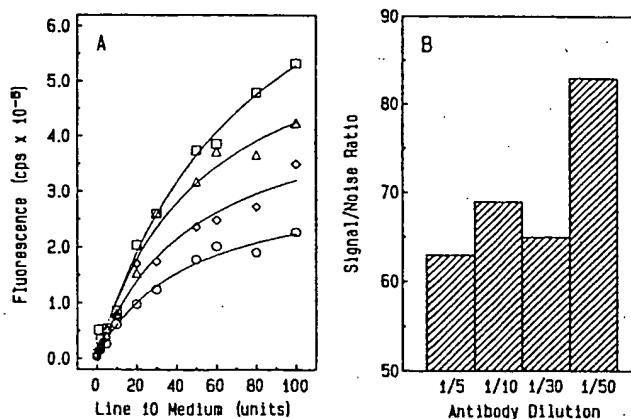 A
6.0
5.0
4.0
3.0
2.0
1.0
0.0
Fluorescence (cps x 10⁻⁵)
0 20 40 60 80 100
Line 10 Medium (units)
B
90
80
70
60
50
Signal/Noise Ratio
1/5 1/10 1/30 1/50
Antibody Dilution